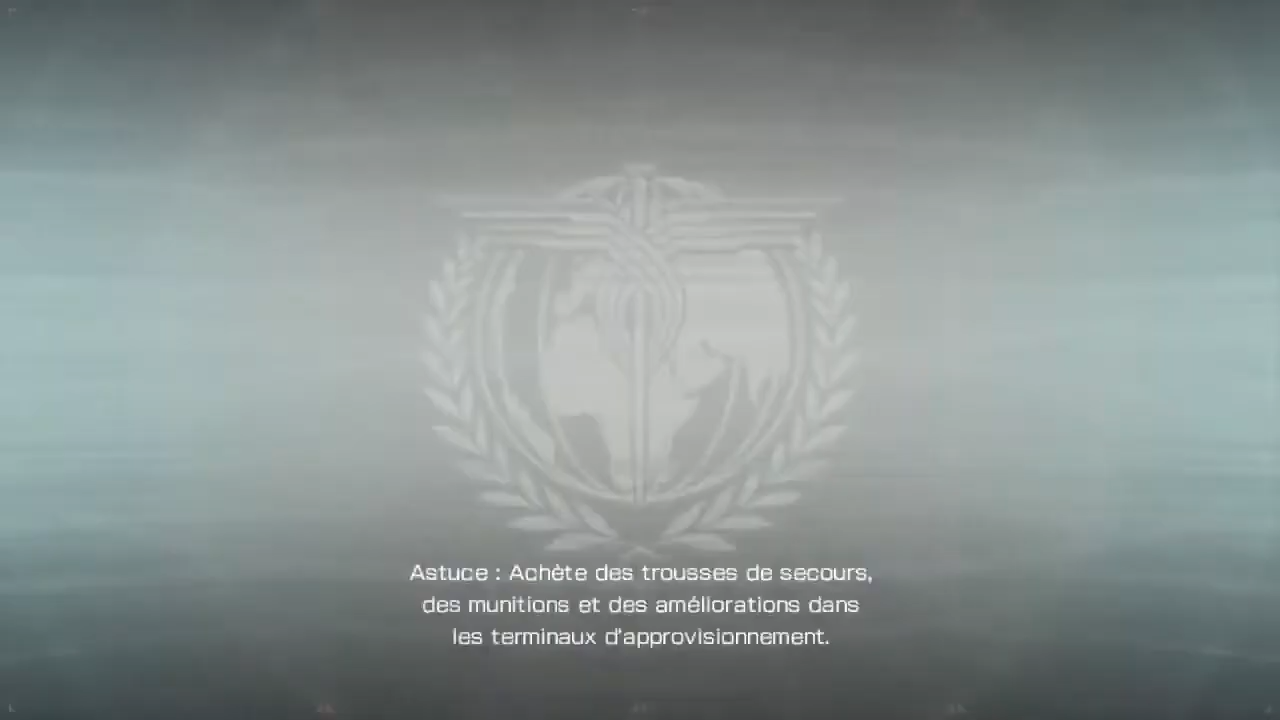 Astuce : Achète des trousses de secours,
des munitions et des améliorations dans
les terminaux d'approvisionnement.